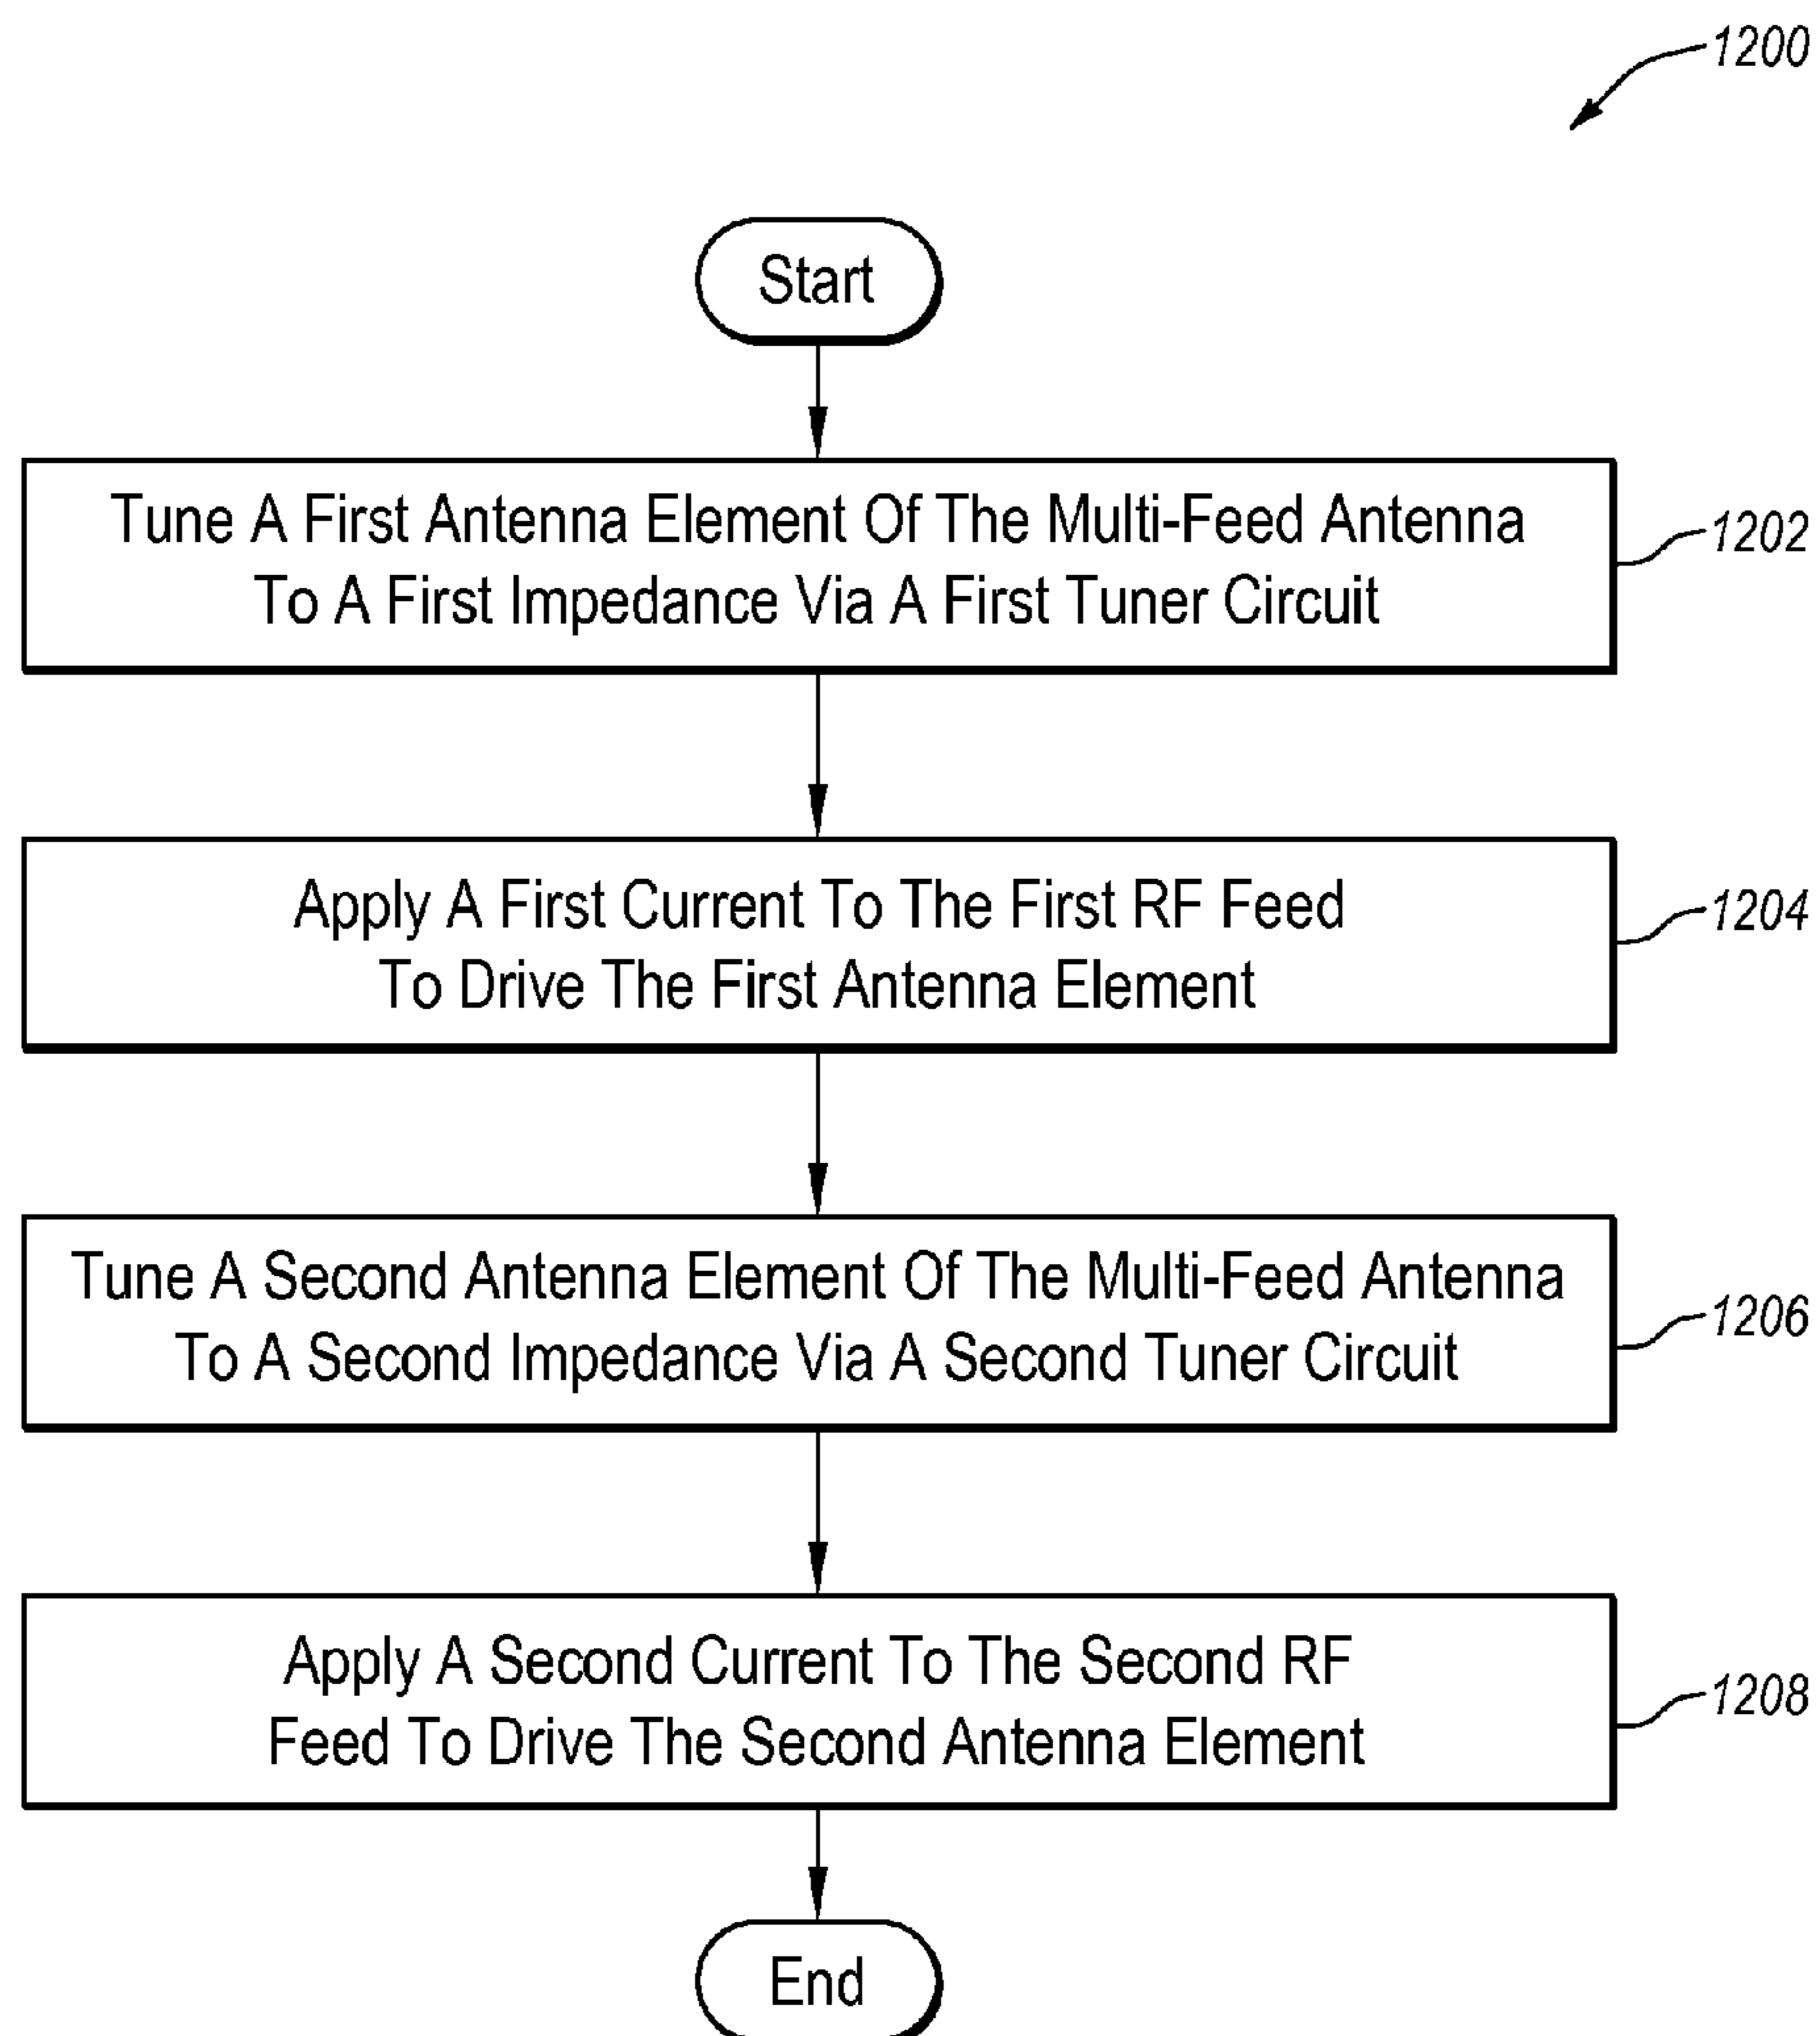 1200
Start
Tune A First Antenna Element Of The Multi-Feed Antenna
To A First Impedance Via A First Tuner Circuit
1202
Apply A First Current To The First RF Feed
To Drive The First Antenna Element
1204
Tune A Second Antenna Element Of The Multi-Feed Antenna
To A Second Impedance Via A Second Tuner Circuit
1206
Apply A Second Current To The Second RF
Feed To Drive The Second Antenna Element
1208
End